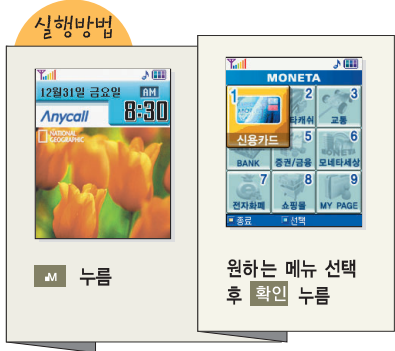 실행방법
12월31일 금요일 AM
8:30
Anycall
NATIONAL
GEOGRAPHIC
.M 누름
MONETA
1 2 3
신용카드 타캐쉬 교통
5 6
BANK 증권/금융 모네타세상
7 8 9
전자화폐 쇼핑몰 MY PAGE
종료 선택
원하는 메뉴 선택
후 확인 누름